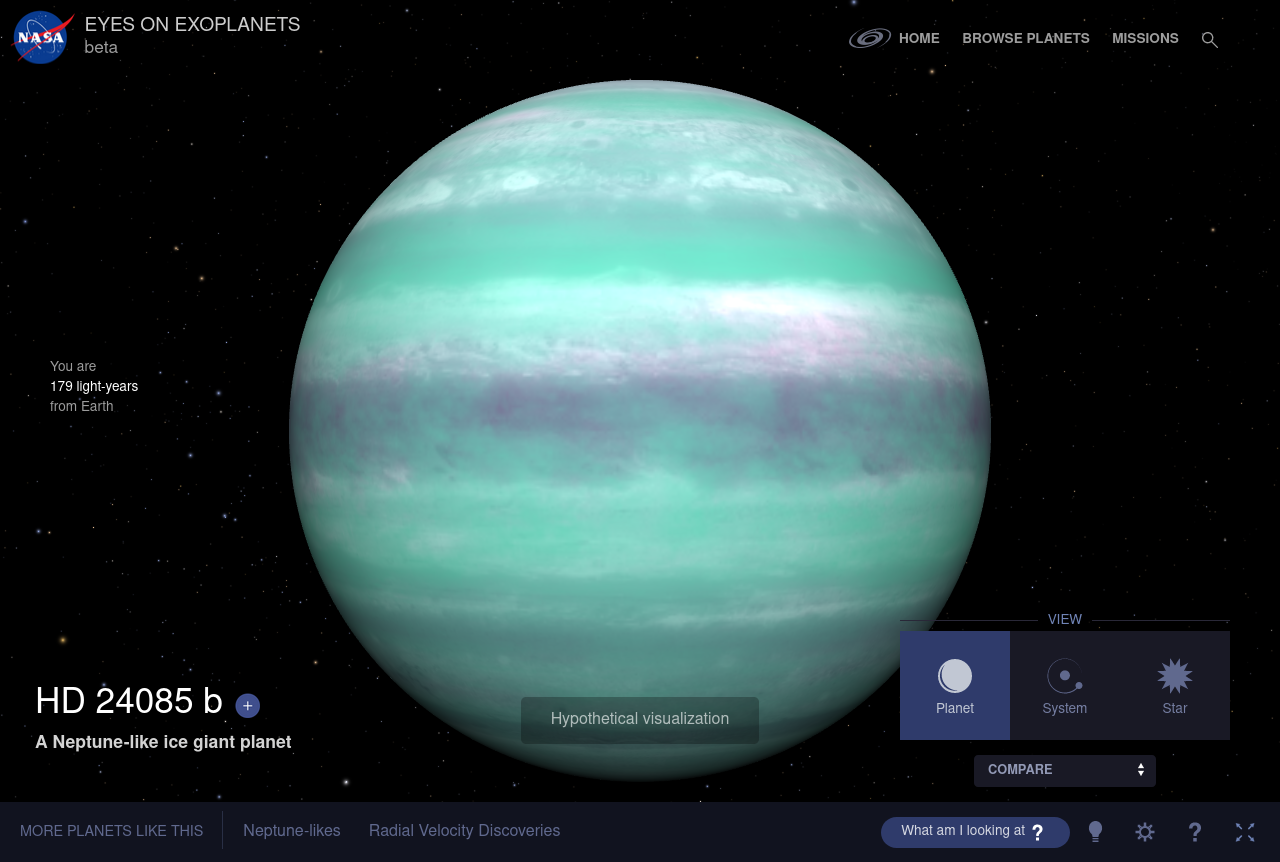 NASA
EYES ON EXOPLANETS
beta
HOME
BROWSE PLANETS
MISSIONS
You are
179 light-years
from Earth
HD 24085 b +
A Neptune-like ice giant planet
Hypothetical visualization
VIEW
Planet
System
Star
COMPARE
MORE PLANETS LIKE THIS
Neptune-likes
Radial Velocity Discoveries
What am I looking at ?
?